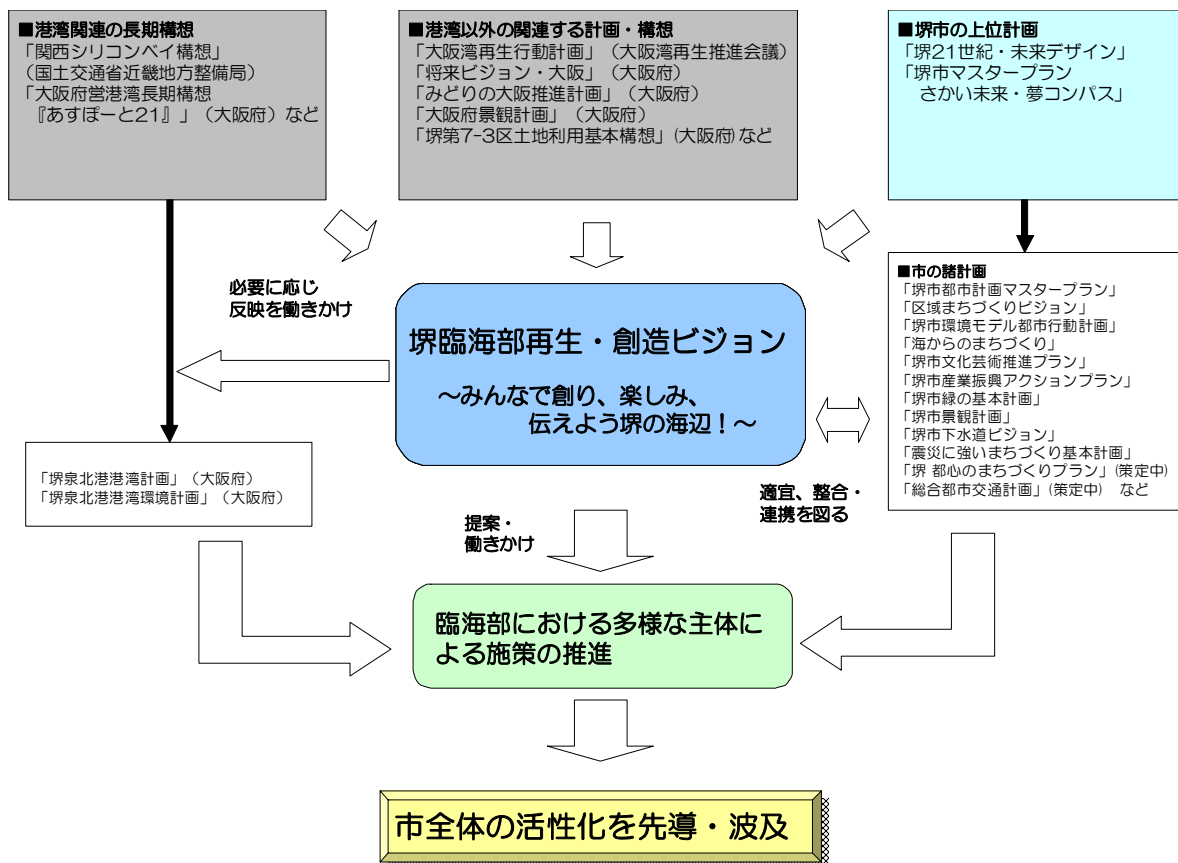 ■港湾関連の長期構想
「関西シリコンベイ構想」
（国土交通省近畿地方整備局）
「大阪府営港湾長期構想
『あすぽーと21』」（大阪府）など
■港湾以外の関連する計画・構想
「大阪湾再生行動計画」（大阪湾再生推進会議）
「将来ビジョン・大阪」（大阪府）
「みどりの大阪推進計画」（大阪府）
「大阪府景観計画」（大阪府）
「堺第7-3区土地利用基本構想」(大阪府)など
■堺市の上位計画
「堺21世紀・未来デザイン」
「堺市マスタープラン
さかい未来・夢コンパス」
必要に応じ
反映を働きかけ
堺臨海部再生・創造ビジョン
～みんなで創り、楽しみ、
伝えよう堺の海辺！～
■市の諸計画
「堺市都市計画マスタープラン」
「区域まちづくりビジョン」
「堺市環境モデル都市行動計画」
「海からのまちづくり」
「堺市文化芸術推進プラン」
「堺市産業振興アクションプラン」
「堺市緑の基本計画」
「堺市景観計画」
「堺市下水道ビジョン」
「震災に強いまちづくり基本計画」
「堺 都心のまちづくりプラン」(策定中)
「総合都市交通計画」(策定中)　など
「堺泉北港港湾計画」（大阪府）
「堺泉北港港湾環境計画」（大阪府）
適宜、整合・
連携を図る
提案・
働きかけ
臨海部における多様な主体に
よる施策の推進
市全体の活性化を先導・波及